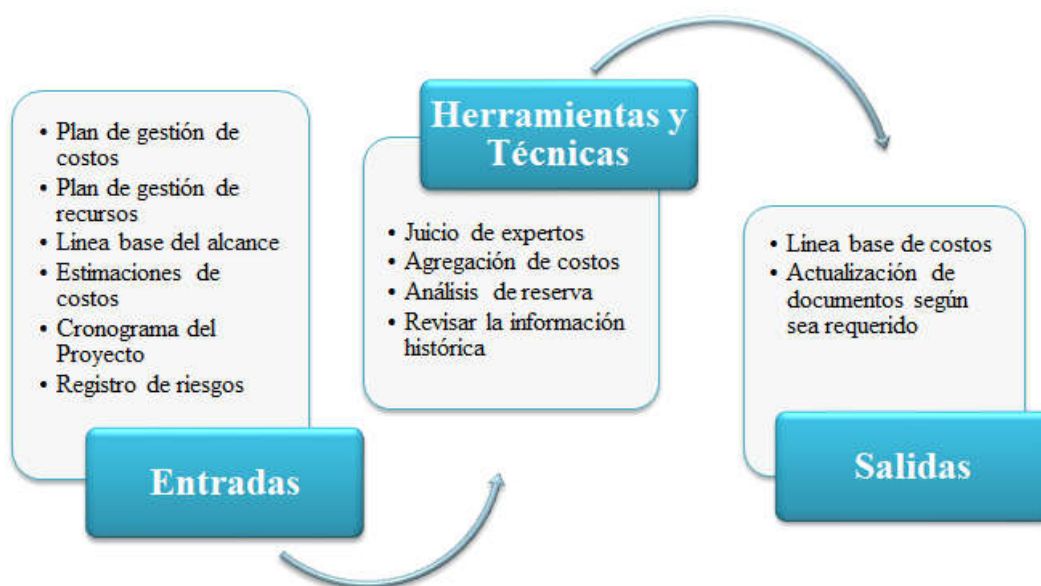 • Plan de gestión de
costos
• Plan de gestión de
recursos
• Línea base del alcance
• Estimaciones de
costos
• Cronograma del
Proyecto
• Registro de riesgos
Entradas
Herramientas y
Técnicas
• Juicio de expertos
• Agregación de costos
• Análisis de reserva
• Revisar la información
histórica
• Línea base de costos
• Actualización de
documentos según
sea requerido
Salidas